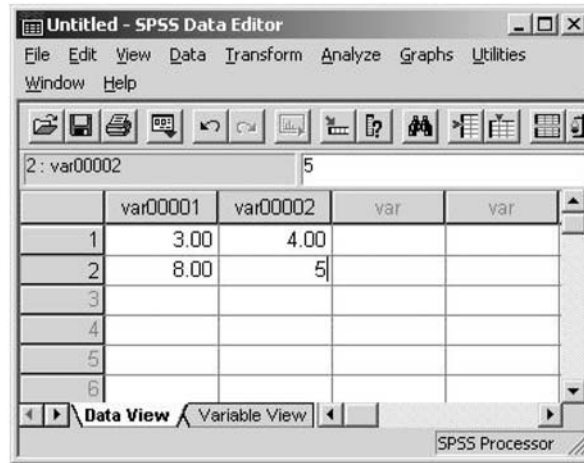 Untitled - SPSS Data Editor
File Edit View Data Transform Analyze Graphs Utilities
Window Help
2 : var00002 5
var00001 var00002 var var
1 3.00 4.00
2 8.00 5
3
4
5
6
Data View Variable View
SPSS Processor